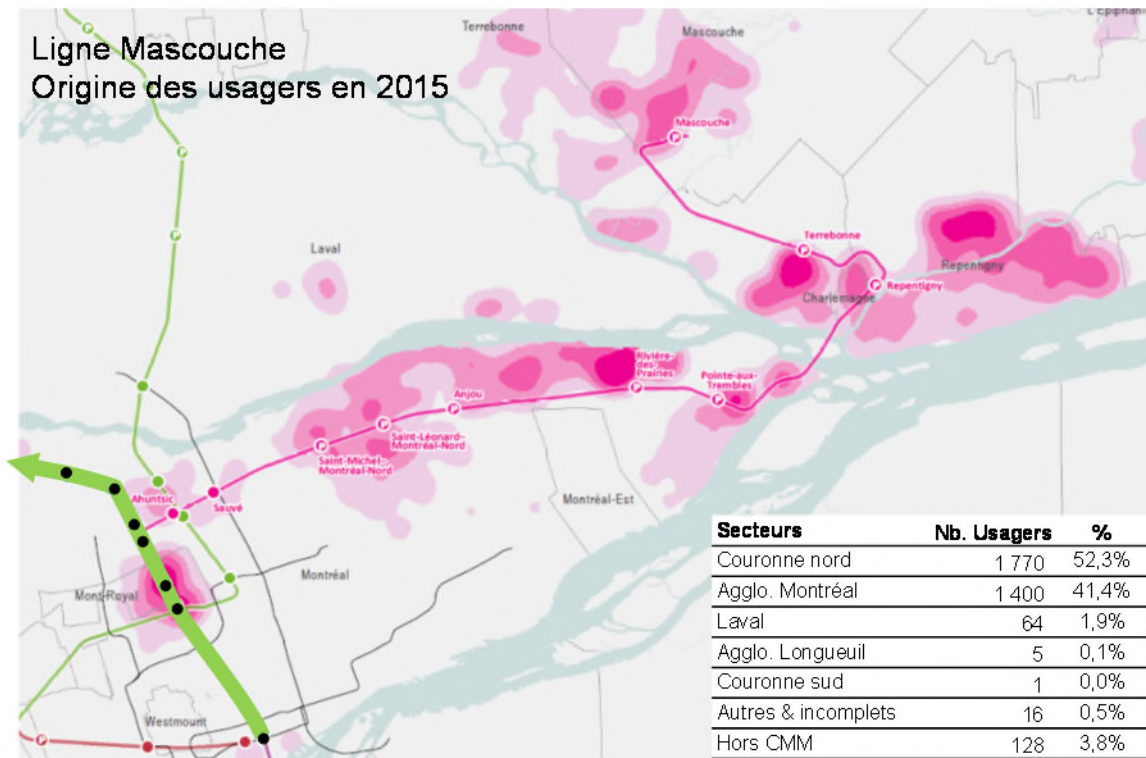 Ligne Mascouche
Origine des usagers en 2015
Terrebonne
Mascouche
Mascouche
Laval
Terrebonne
Repentigny
Charlemagne
Repentigny
Rivière-
des-
Prairies
Pointe-aux-
Trembles
Anjou
Saint-Léonard–
Montréal-Nord
Saint-Michel–
Montréal-Nord
Ahuntsic
Sauvé
Montréal-Est
Montréal
Mont-Royal
Westmount
Secteurs Nb. Usagers %
Couronne nord 1 770 52,3%
Agglo. Montréal 1 400 41,4%
Laval 64 1,9%
Agglo. Longueuil 5 0,1%
Couronne sud 1 0,0%
Autres & incomplets 16 0,5%
Hors CMM 128 3,8%